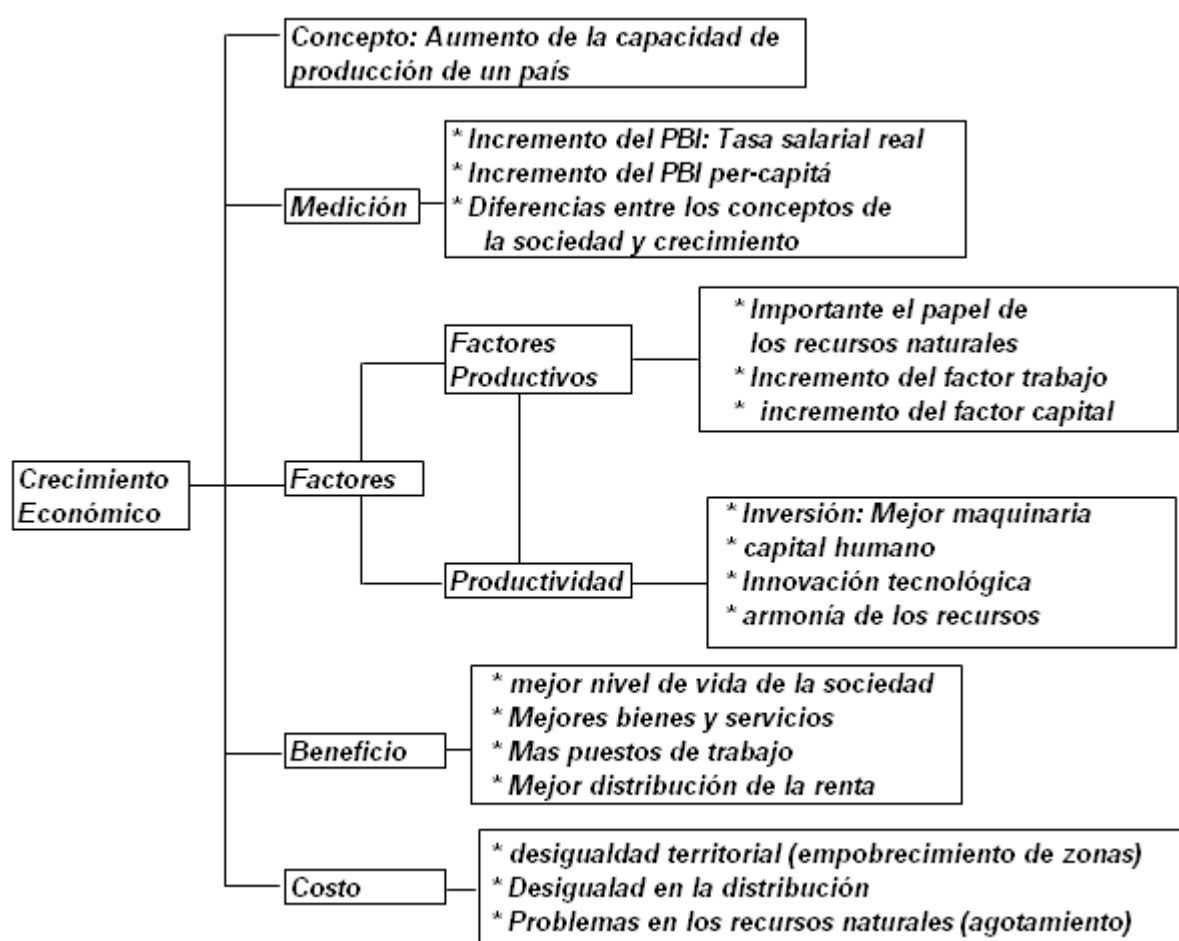 Concepto: Aumento de la capacidad de
producción de un país
* Incremento del PBI: Tasa salarial real
* Incremento del PBI per-capitá
* Diferencias entre los conceptos de
la sociedad y crecimiento
Medición
Factores
Productivos
* Importante el papel de
los recursos naturales
* Incremento del factor trabajo
* incremento del factor capital
Crecimiento
Económico
Factores
Productividad
* Inversión: Mejor maquinaria
* capital humano
* Innovación tecnológica
* armonía de los recursos
Beneficio
* mejor nivel de vida de la sociedad
* Mejores bienes y servicios
* Mas puestos de trabajo
* Mejor distribución de la renta
Costo
* desigualdad territorial (empobrecimiento de zonas)
* Desigualad en la distribución
* Problemas en los recursos naturales (agotamiento)